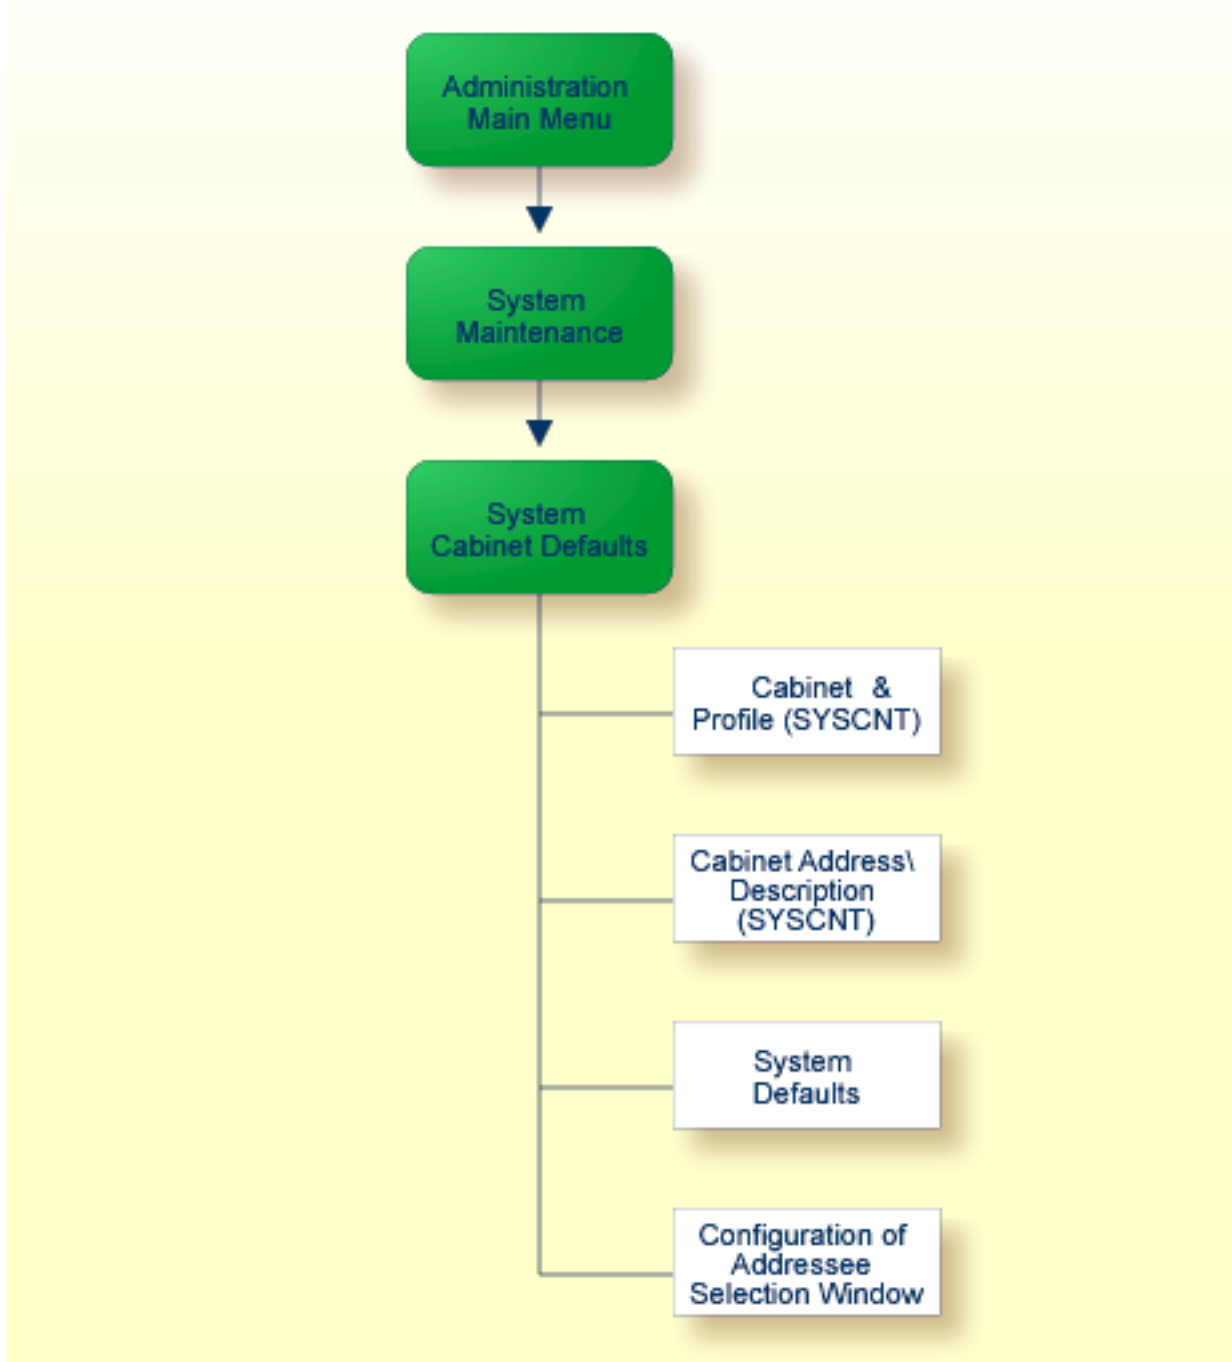 Administration
Main Menu
System
Maintenance
System
Cabinet Defaults
Cabinet &
Profile (SYSCNT)
Cabinet Address\
Description
(SYSCNT)
System
Defaults
Configuration of
Addressee
Selection Window